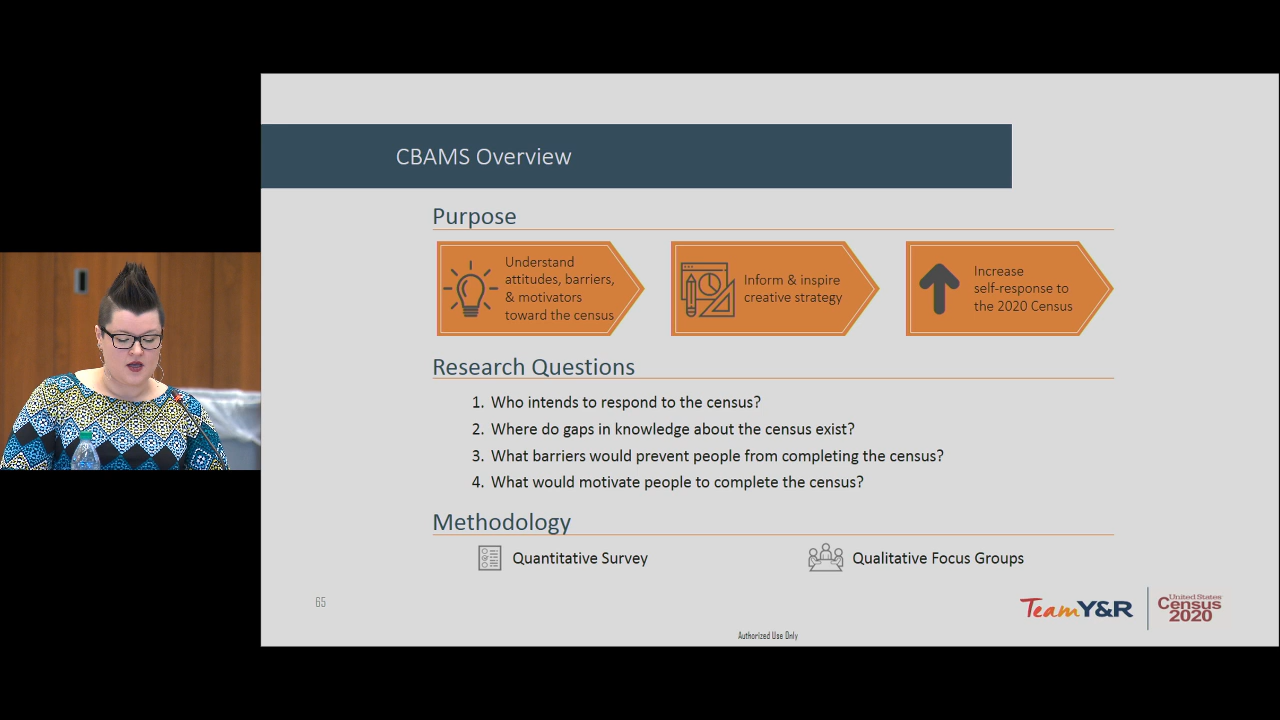 CBAMS Overview
Purpose
Understand
attitudes, barriers,
& motivators
toward the census
Inform & inspire
creative strategy
Increase
self-response to
the 2020 Census
Research Questions
1. Who intends to respond to the census?
2. Where do gaps in knowledge about the census exist?
3. What barriers would prevent people from completing the census?
4. What would motivate people to complete the census?
Methodology
Quantitative Survey
Qualitative Focus Groups
65
TeamY&R
United States
Census
2020
Authorized Use Only